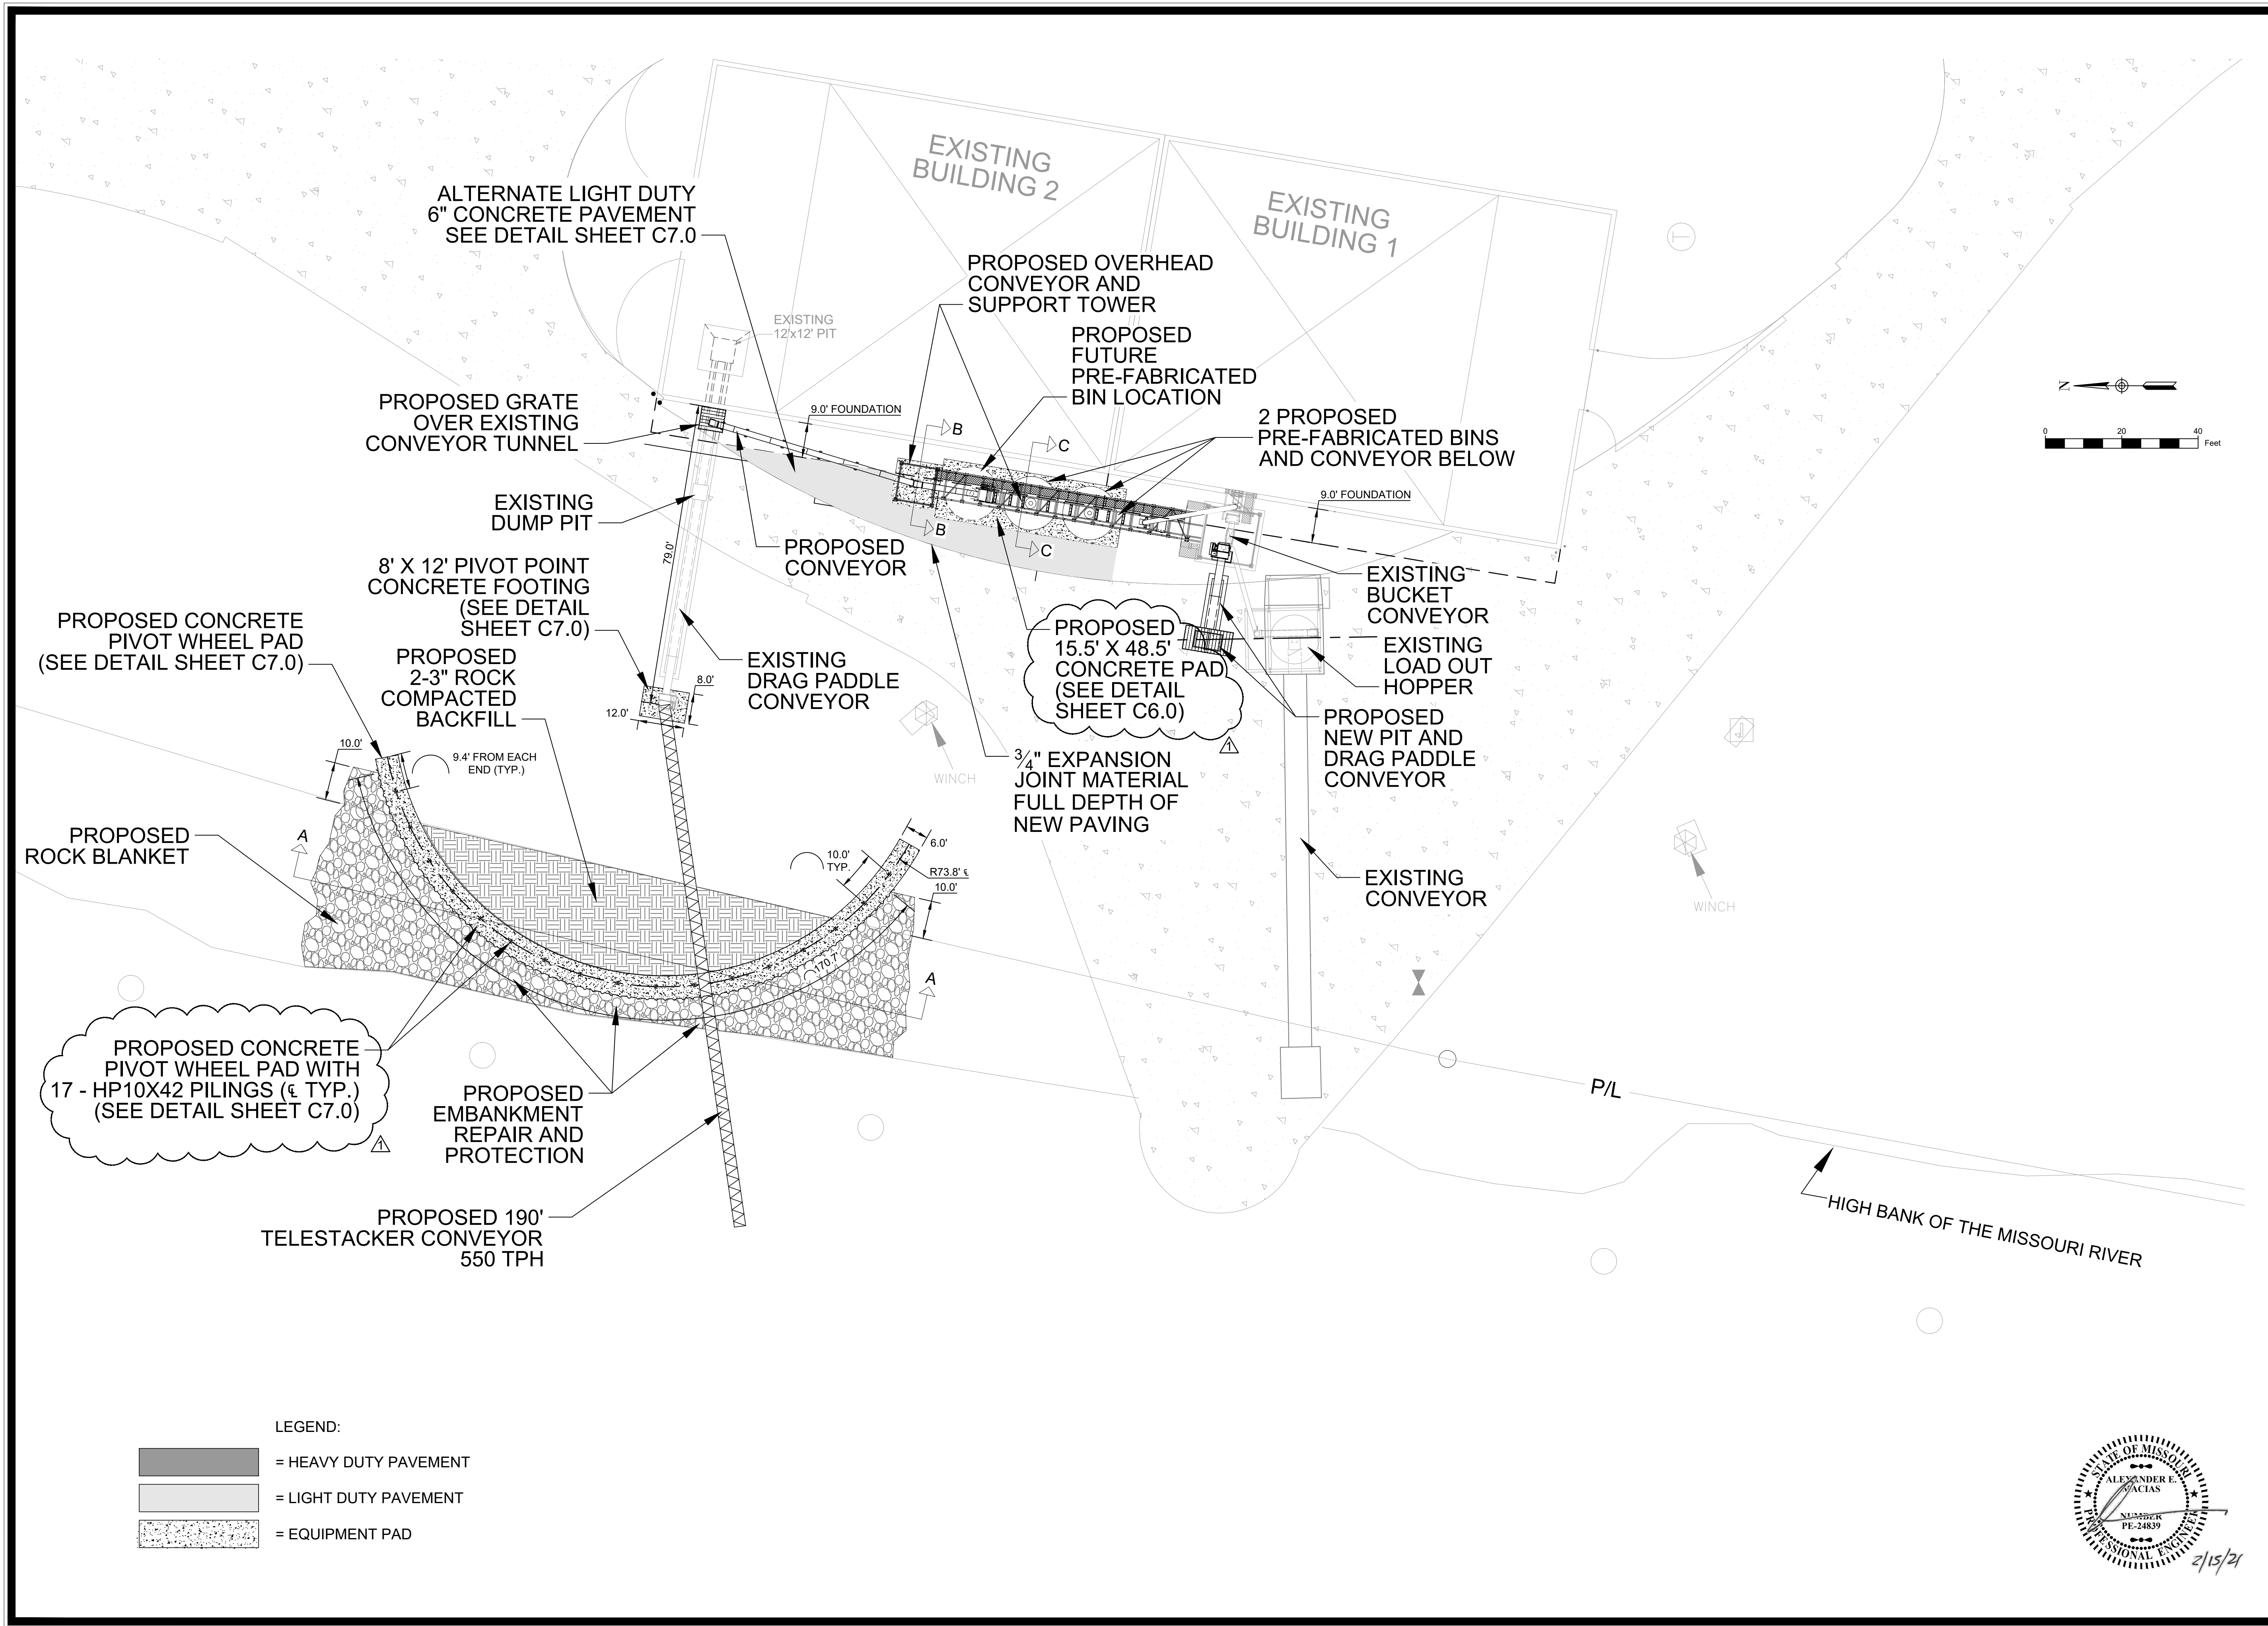 EXISTING
BUILDING 2
EXISTING
BUILDING 1
ALTERNATE LIGHT DUTY
6" CONCRETE PAVEMENT
SEE DETAIL SHEET C7.0
PROPOSED OVERHEAD
CONVEYOR AND
SUPPORT TOWER
EXISTING
12'x12' PIT
PROPOSED
FUTURE
PRE-FABRICATED
BIN LOCATION
PROPOSED GRATE
OVER EXISTING
CONVEYOR TUNNEL
9.0' FOUNDATION
B
C
2 PROPOSED
PRE-FABRICATED BINS
AND CONVEYOR BELOW
N
0 20 40
Feet
EXISTING
DUMP PIT
9.0' FOUNDATION
B
C
79.0'
PROPOSED
CONVEYOR
8' X 12' PIVOT POINT
CONCRETE FOOTING
(SEE DETAIL
SHEET C7.0)
EXISTING
BUCKET
CONVEYOR
PROPOSED CONCRETE
PIVOT WHEEL PAD
(SEE DETAIL SHEET C7.0)
PROPOSED
15.5' X 48.5'
CONCRETE PAD
(SEE DETAIL
SHEET C6.0)
1
EXISTING
LOAD OUT
HOPPER
PROPOSED
2-3" ROCK
COMPACTED
BACKFILL
EXISTING
DRAG PADDLE
CONVEYOR
8.0'
12.0'
PROPOSED
NEW PIT AND
DRAG PADDLE
CONVEYOR
10.0'
9.4' FROM EACH
END (TYP.)
WINCH
3/4" EXPANSION
JOINT MATERIAL
FULL DEPTH OF
NEW PAVING
PROPOSED
ROCK BLANKET
A
10.0'
TYP.
6.0'
R73.8' ℄
10.0'
EXISTING
CONVEYOR
WINCH
170.7'
A
PROPOSED CONCRETE
PIVOT WHEEL PAD WITH
17 - HP10X42 PILINGS (℄ TYP.)
(SEE DETAIL SHEET C7.0)
1
PROPOSED
EMBANKMENT
REPAIR AND
PROTECTION
P/L
PROPOSED 190'
TELESTACKER CONVEYOR
550 TPH
HIGH BANK OF THE MISSOURI RIVER
LEGEND:
= HEAVY DUTY PAVEMENT
= LIGHT DUTY PAVEMENT
= EQUIPMENT PAD
STATE OF MISSOURI
ALEXANDER E.
MACIAS
NUMBER
PE-24839
PROFESSIONAL ENGINEER
2/15/21